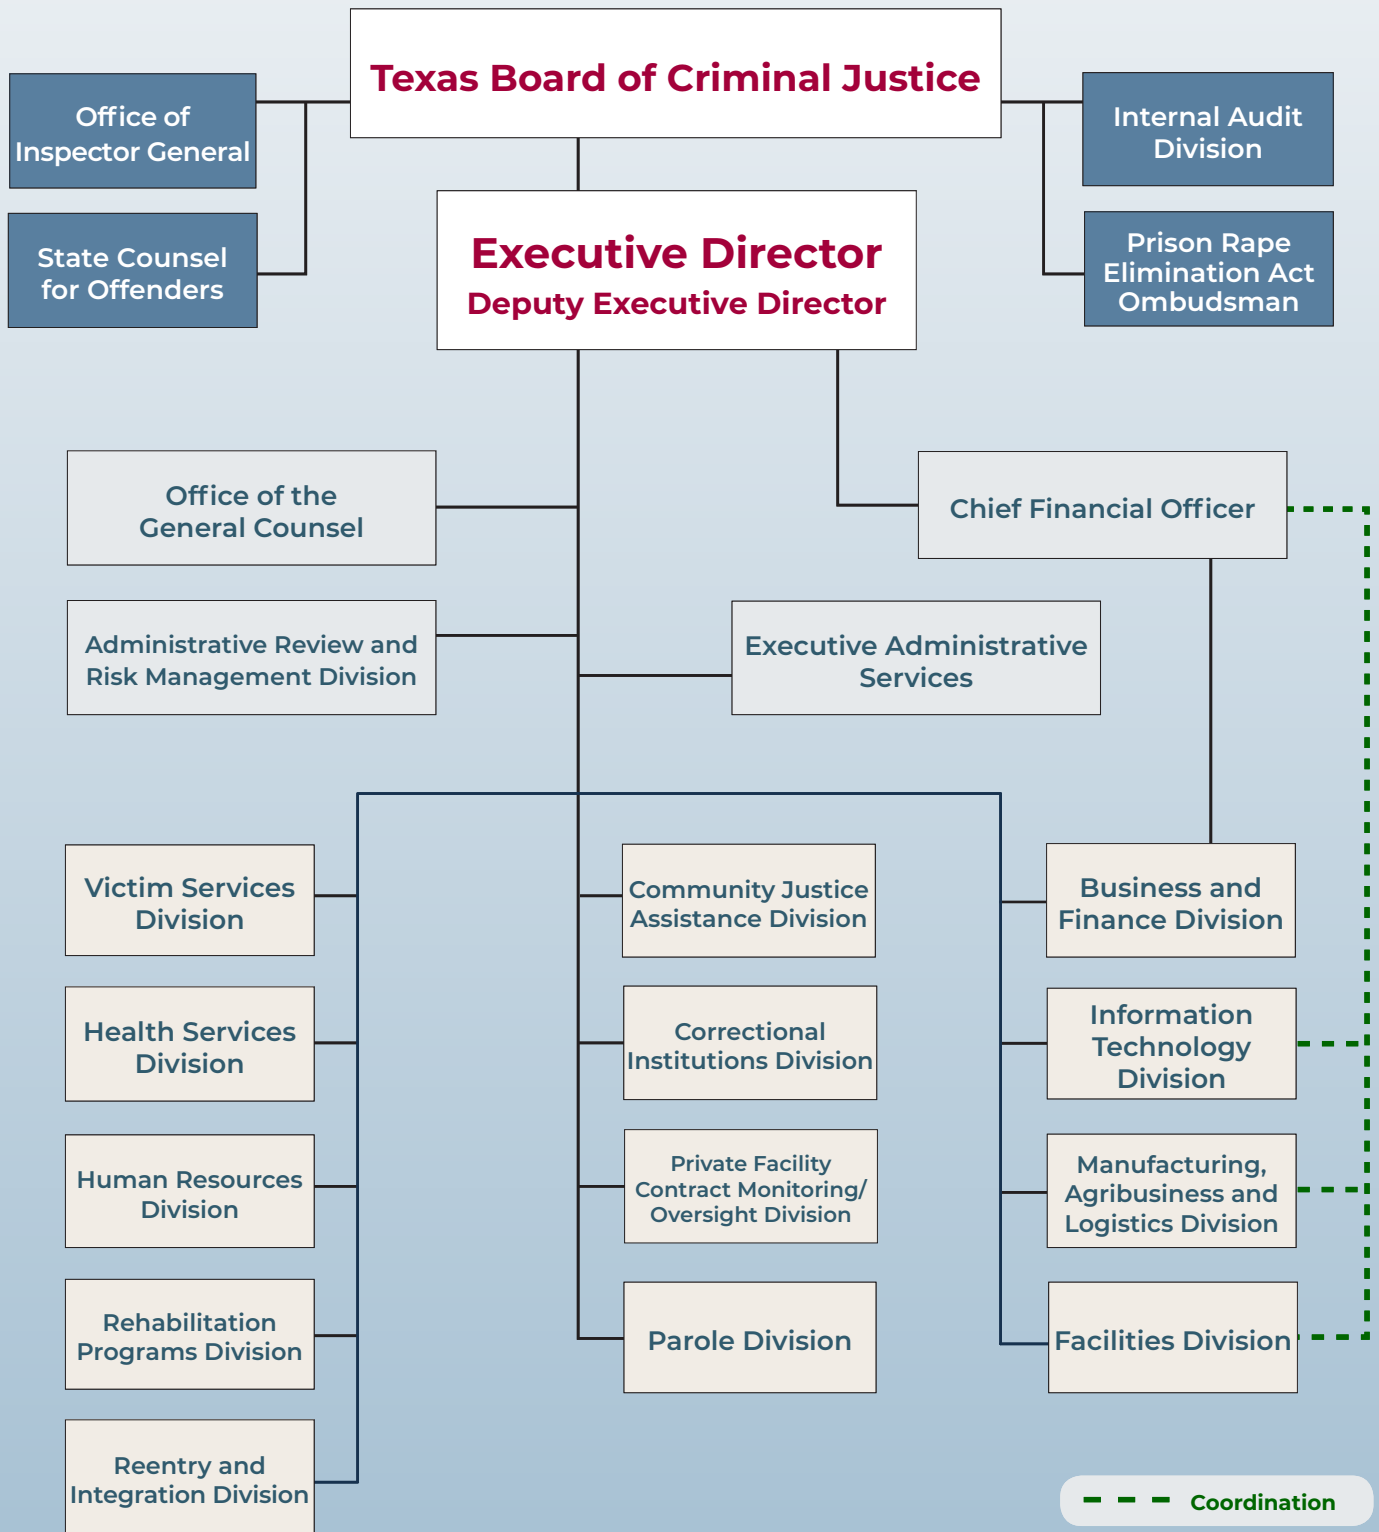 Texas Board of Criminal Justice
Office of
Inspector General
Internal Audit
Division
State Counsel
for Offenders
Prison Rape
Elimination Act
Ombudsman
Executive Director
Deputy Executive Director
Office of the
General Counsel
Chief Financial Officer
Administrative Review and
Risk Management Division
Executive Administrative
Services
Victim Services
Division
Community Justice
Assistance Division
Business and
Finance Division
Health Services
Division
Correctional
Institutions Division
Information
Technology
Division
Human Resources
Division
Private Facility
Contract Monitoring/
Oversight Division
Manufacturing,
Agribusiness and
Logistics Division
Rehabilitation
Programs Division
Parole Division
Facilities Division
Reentry and
Integration Division
Coordination